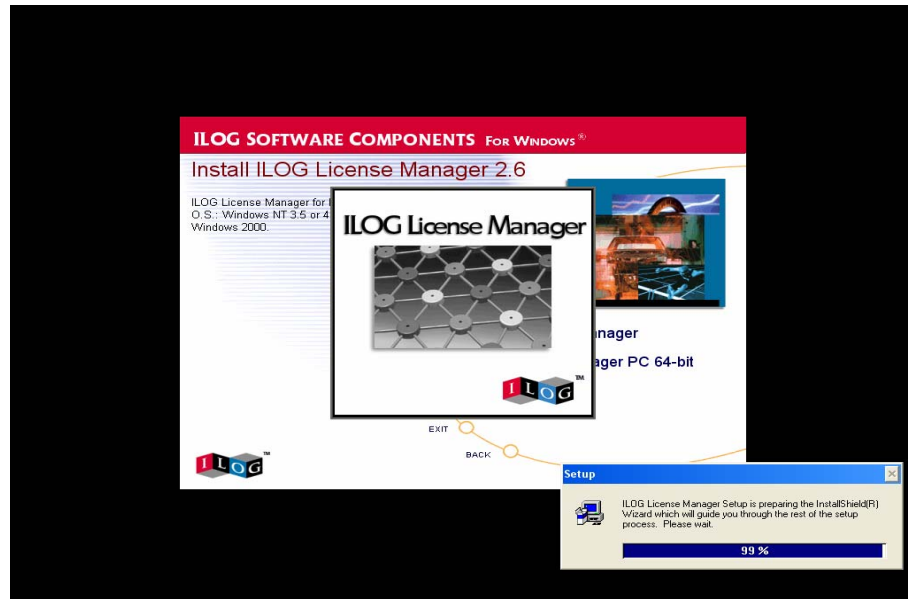 ILOG SOFTWARE COMPONENTS FOR WINDOWS®
Install ILOG License Manager 2.6
ILOG License Manager for
O.S.: Windows NT 3.5 or 4
Windows 2000.
ILOG License Manager
ILOG™
nager
ager PC 64-bit
EXIT
BACK
ILOG™
Setup
ILOG License Manager Setup is preparing the InstallShield(R)
Wizard which will guide you through the rest of the setup
process. Please wait.
99 %